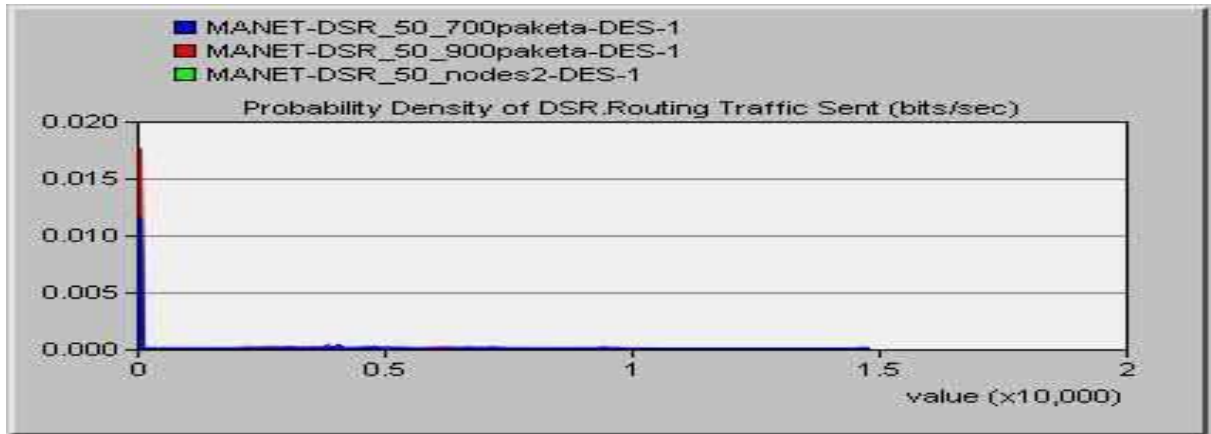 MANET-DSR_50_700paketa-DES-1
MANET-DSR_50_900paketa-DES-1
MANET-DSR_50_nodes2-DES-1
Probability Density of DSR.Routing Traffic Sent (bits/sec)
0.020
0.015
0.010
0.005
0.000
0 0.5 1 1.5 2
value (x10,000)